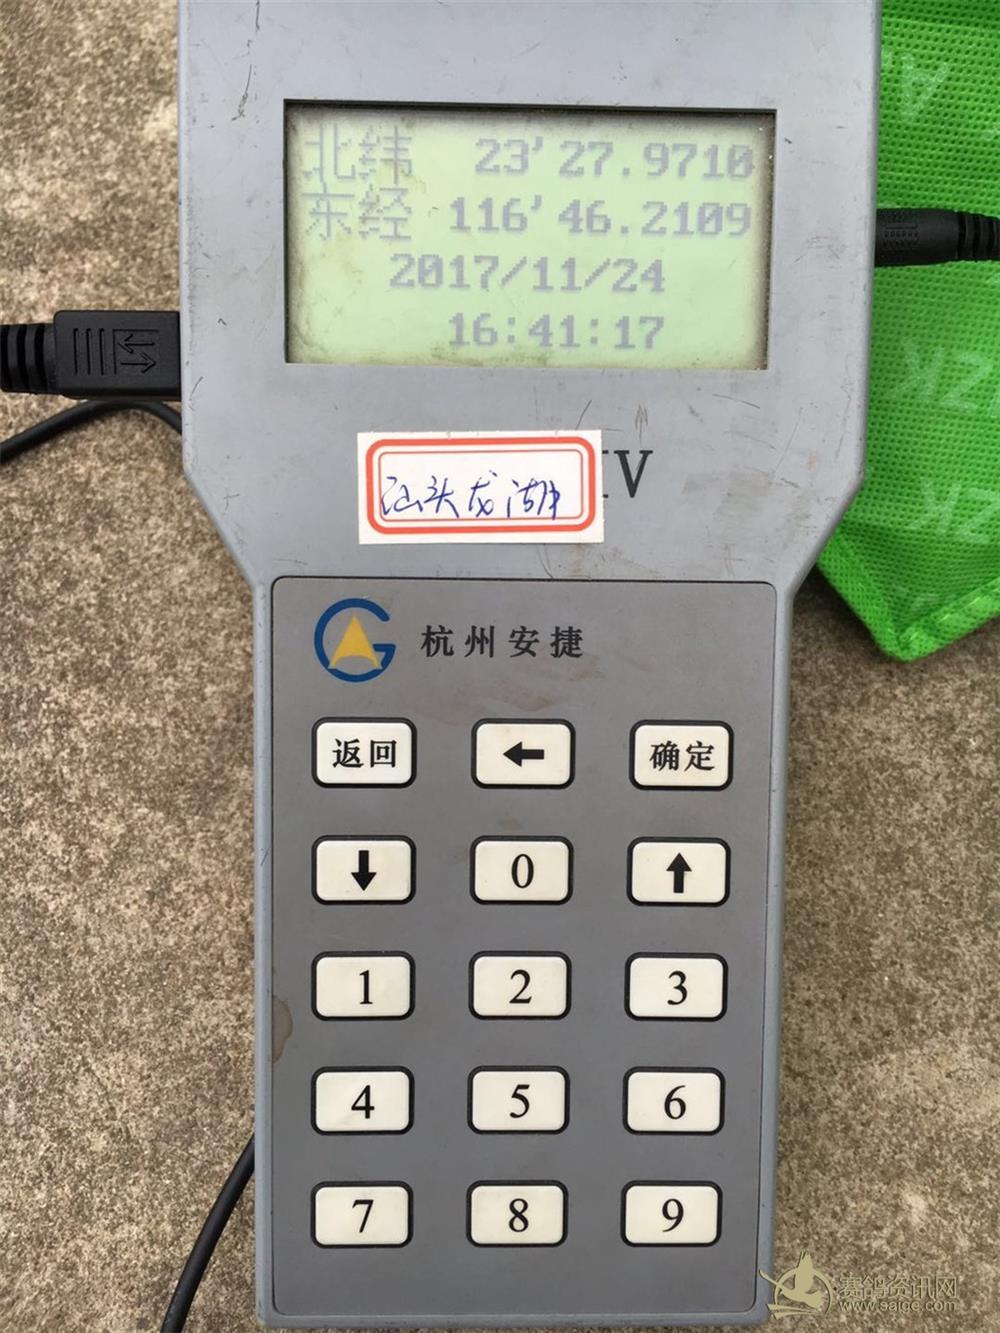 北纬 23'27.9710
东经 116'46.2109
2017/11/24
16:41:17
汕头龙湖
IV
杭州安捷
返回 ← 确定
↓ 0 ↑
1 2 3
4 5 6
7 8 9
赛鸽资讯网
www.saige.com